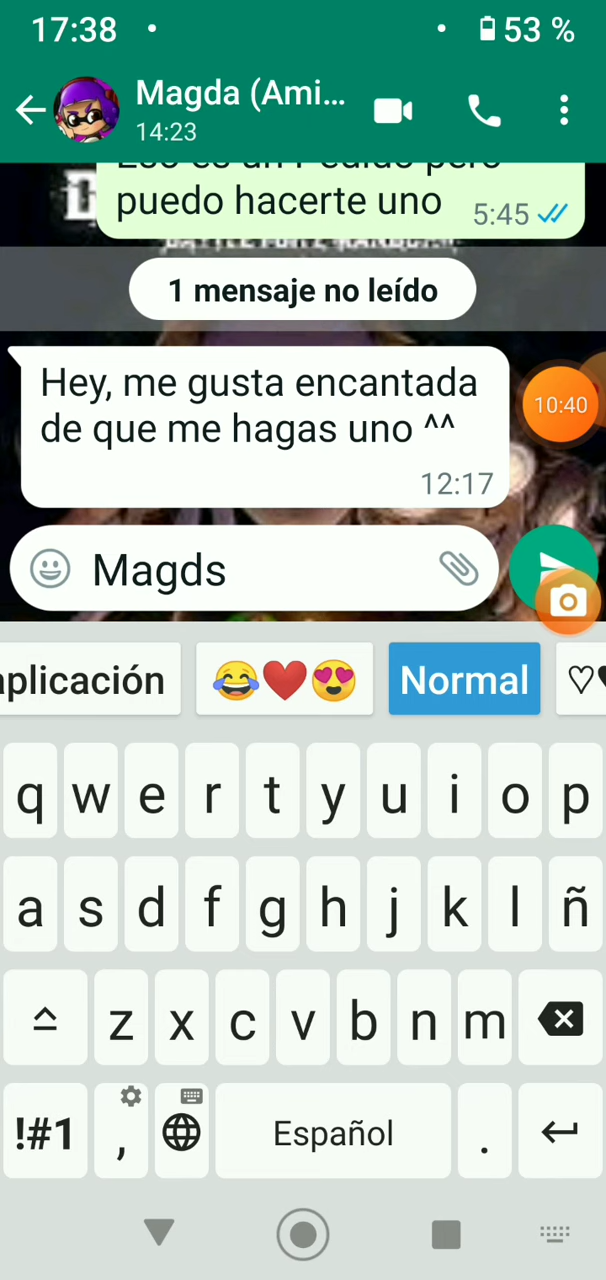 17:38
53 %
Magda (Ami...
14:23
puedo hacerte uno
5:45
1 mensaje no leído
Hey, me gusta encantada
de que me hagas uno ^^
12:17
10:40
Magds
aplicación
Normal
q w e r t y u i o p
a s d f g h j k l ñ
z x c v b n m
!#1 , Español .